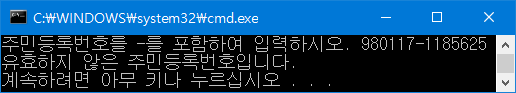 C:₩WINDOWS₩system32₩cmd.exe
주민등록번호를 -를 포함하여 입력하시오. 980117-1185625
유효하지 않은 주민등록번호입니다.
계속하려면 아무 키나 누르십시오 . . .